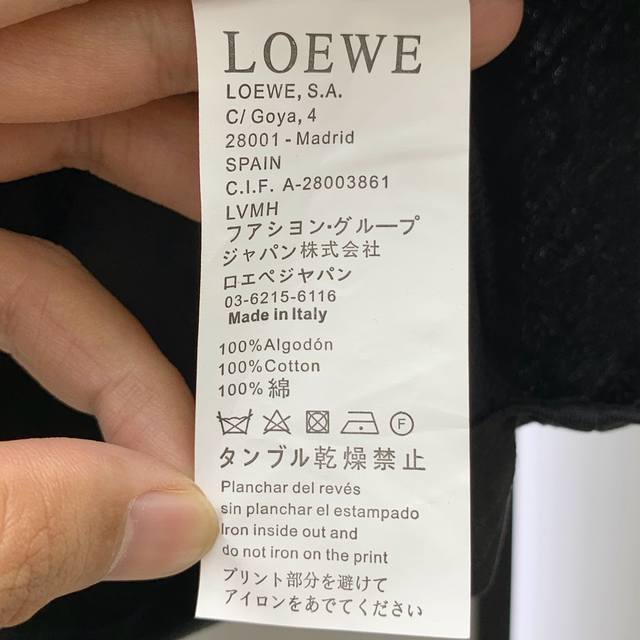 LOEWE
LOEWE, S.A.
C/ Goya, 4
28001 - Madrid
SPAIN
C.I.F. A-28003861
LVMH
フアシヨン・グループ
ジャパン株式会社
ロエペジャパン
03-6215-6116
Made in Italy
100%Algodón
100%Cotton
100%綿
F
タンブル乾燥禁止
Planchar del revés
sin planchar el estampado
Iron inside out and
do not iron on the print
プリント部分を避けて
アイロンをあでてください